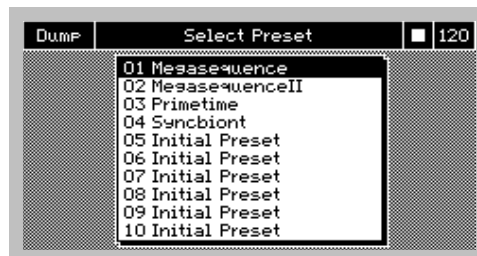 Dump Select Preset 120
01 Megasequence
02 MegasequenceII
03 Primetime
04 Syncbiont
05 Initial Preset
06 Initial Preset
07 Initial Preset
08 Initial Preset
09 Initial Preset
10 Initial Preset